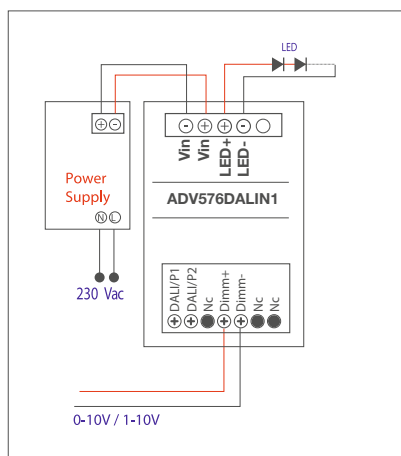 LED
+ -
- + + -
Vin Vin LED+ LED-
Power
Supply
ADV576DALIN1
N L
230 Vac
DALI/P1 DALI/P2 Nc Dimm+ Dimm- Nc Nc
+ + + +
0-10V / 1-10V